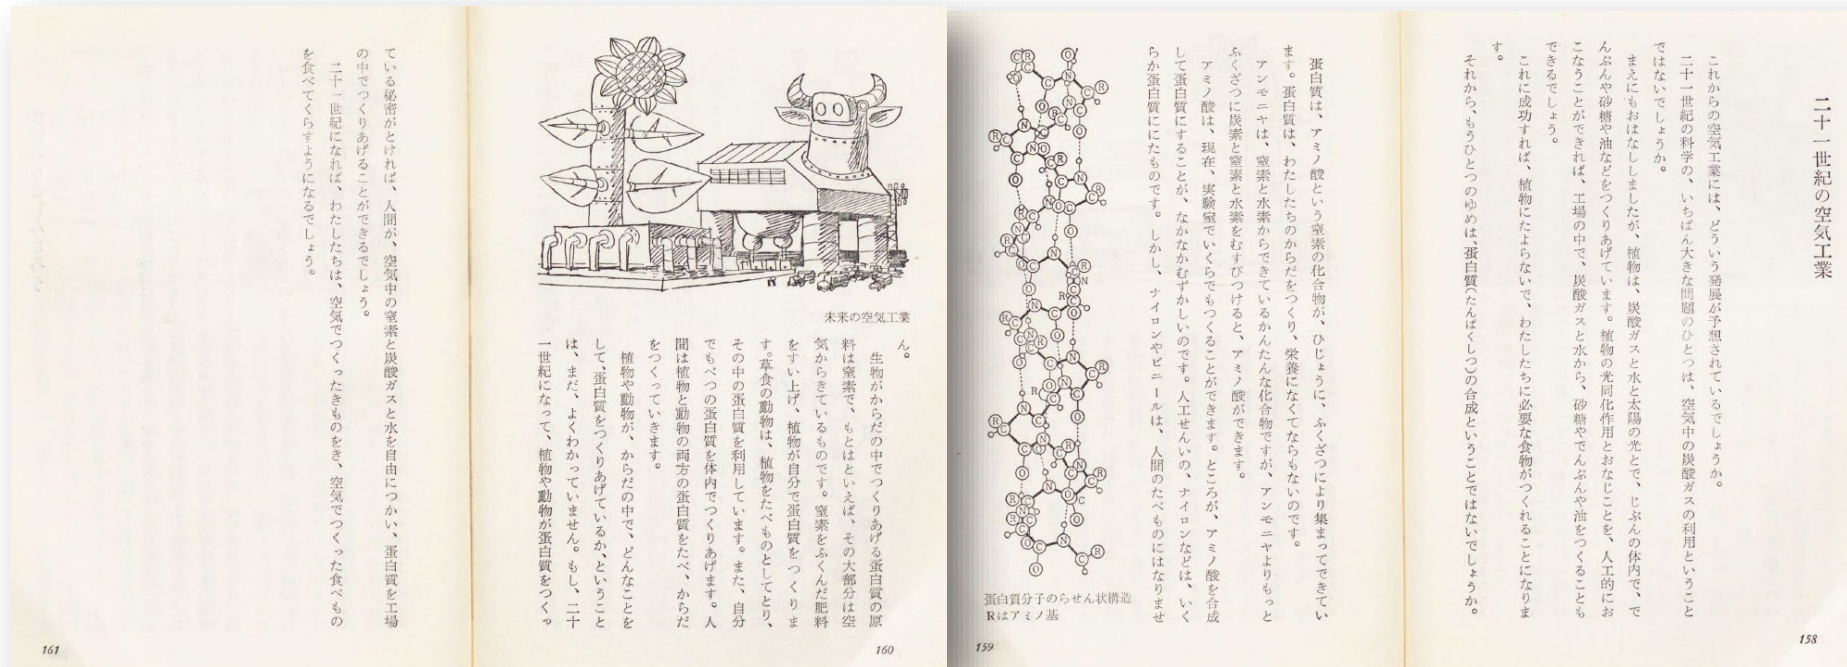 二十一世紀の空気工業
これからの空気工業には、どういう発展が予想されているでしょうか。
二十一世紀の科学の、いちばん大きな問題のひとつは、空気中の炭酸ガスの利用ということ
ではないでしょうか。
まえにもおはなししましたが、植物は、炭酸ガスと水と太陽の光とで、じぶんの体内で、で
んぷんや砂糖や油などをつくりあげています。植物の光同化作用とおなじことを、人工的にお
こなうことができれば、工場の中で、炭酸ガスと水から、砂糖やでんぷんや油をつくることも
できるでしょう。
これに成功すれば、植物にたよらないで、わたしたちに必要な食物がつくれることになりま
す。
それから、もうひとつのゆめは、蛋白質(たんぱくしつ)の合成ということではないでしょうか。
158
蛋白質は、アミノ酸という窒素の化合物が、ひじょうに、ふくざつにより集まってできてい
ます。蛋白質は、わたしたちのからだをつくり、栄養になくてならないものです。
アンモニヤは、窒素と水素からできているかんたんな化合物ですが、アンモニヤよりもっと
ふくざつに炭素と窒素と水素をむすびつけると、アミノ酸ができます。
アミノ酸は、現在、実験室でいくらでもつくることができます。ところが、アミノ酸を合成
して蛋白質にすることが、なかなかむずかしいのです。人工せんいの、ナイロンなどは、いく
らか蛋白質ににたものです。しかし、ナイロンやビニールは、人間のたべものにはなりませ
蛋白質分子のらせん状構造
Rはアミノ基
159
ん。
生物がからだの中でつくりあげる蛋白質の原
料は窒素で、もとはといえば、その大部分は空
気からきているものです。窒素をふくんだ肥料
をすい上げ、植物が自分で蛋白質をつくりま
す。草食の動物は、植物をたべものとしてとり、
その中の蛋白質を利用しています。また、自分
でもべつの蛋白質を体内でつくりあげます。人
間は植物と動物の両方の蛋白質をたべ、からだ
をつくっていきます。
植物や動物が、からだの中で、どんなことを
して、蛋白質をつくりあげているか、ということ
は、まだ、よくわかっていません。もし、二十
一世紀になって、植物や動物が蛋白質をつくっ
未来の空気工業
160
ている秘密がとければ、人間が、空気中の窒素と炭酸ガスと水を自由につかい、蛋白質を工場
の中でつくりあげることができるでしょう。
二十一世紀になれば、わたしたちは、空気でつくったきものをき、空気でつくった食べもの
を食べてくらすようになるでしょう。
161